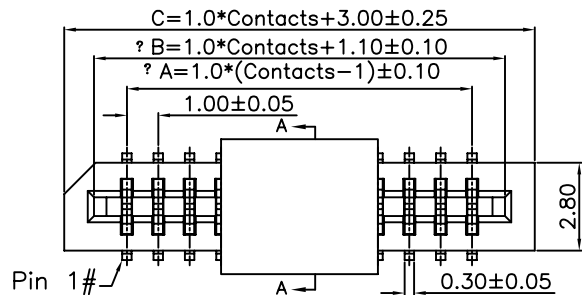 C=1.0*Contacts+3.00±0.25
? B=1.0*Contacts+1.10±0.10
? A=1.0*(Contacts-1)±0.10
1.00±0.05
A
2.80
Pin 1#
A
0.30±0.05